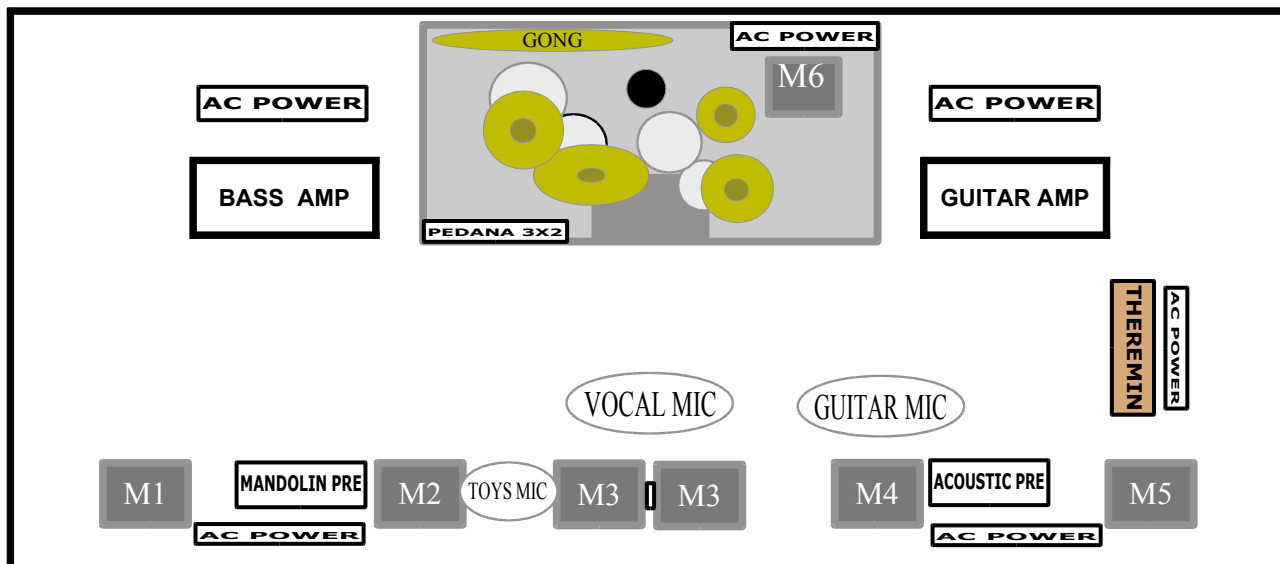 GONG
AC POWER
M6
AC POWER
AC POWER
BASS AMP
GUITAR AMP
PEDANA 3X2
THEREMIN
AC POWER
VOCAL MIC
GUITAR MIC
M1
MANDOLIN PRE
M2
TOYS MIC
M3
M3
M4
ACOUSTIC PRE
M5
AC POWER
AC POWER